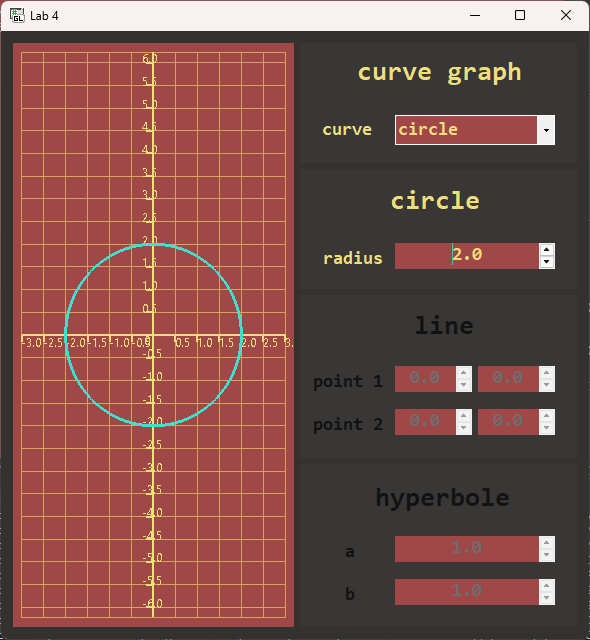 Lab 4
6.0
5.5
5.0
4.5
4.0
3.5
3.0
2.5
2.0
1.5
1.0
0.5
-3.0 -2.5 -2.0 -1.5 -1.0 -0.5 0.5 1.0 1.5 2.0 2.5 3.
-0.5
-1.0
-1.5
-2.0
-2.5
-3.0
-3.5
-4.0
-4.5
-5.0
-5.5
-6.0
curve graph
curve circle
circle
radius 2.0
line
point 1 0.0 0.0
point 2 0.0 0.0
hyperbole
a 1.0
b 1.0